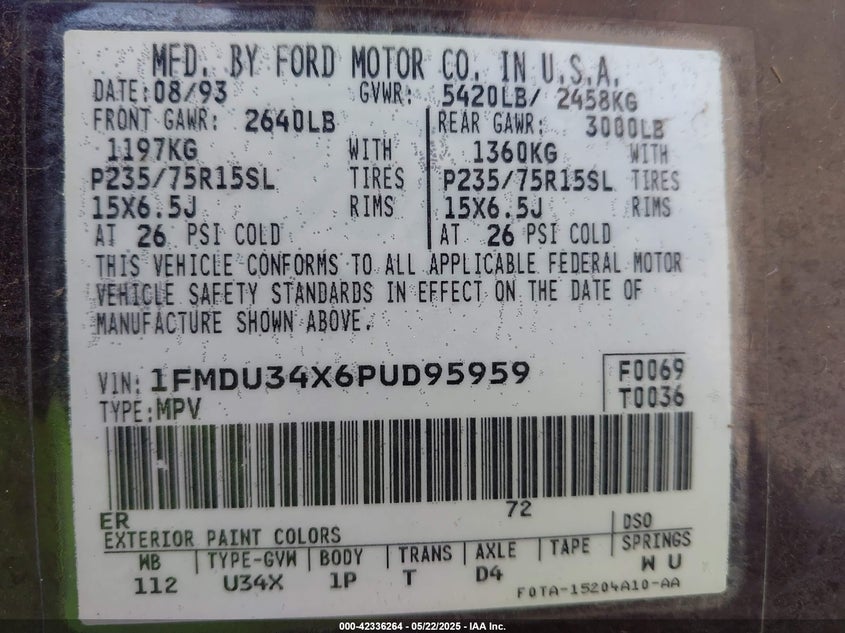 MFD. BY FORD MOTOR CO. IN U.S.A.
DATE: 08/93 GVWR: 5420LB/ 2458KG
FRONT GAWR: 2640LB REAR GAWR: 3000LB
1197KG WITH 1360KG WITH
P235/75R15SL TIRES P235/75R15SL TIRES
15X6.5J RIMS 15X6.5J RIMS
AT 26 PSI COLD AT 26 PSI COLD
THIS VEHICLE CONFORMS TO ALL APPLICABLE FEDERAL MOTOR
VEHICLE SAFETY STANDARDS IN EFFECT ON THE DATE OF
MANUFACTURE SHOWN ABOVE.
VIN: 1FMDU34X6PUD95959 F0069
TYPE: MPV T0036
72
ER DSO
EXTERIOR PAINT COLORS
WB TYPE-GVW BODY TRANS AXLE TAPE SPRINGS
112 U34X 1P T D4 W U
F0TA-15204A10-AA
000-42336264 - 05/22/2025 - IAA Inc.